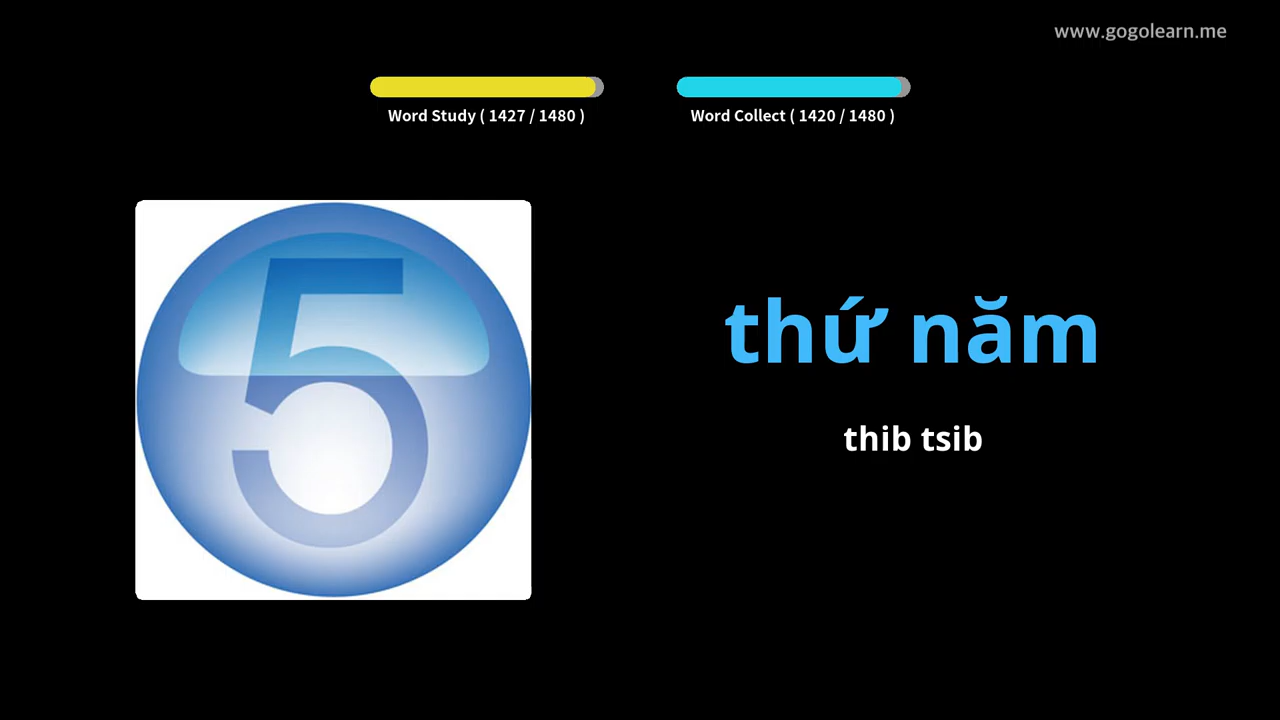 www.gogolearn.me
Word Study ( 1427 / 1480 )
Word Collect ( 1420 / 1480 )
5
thứ năm
thib tsib